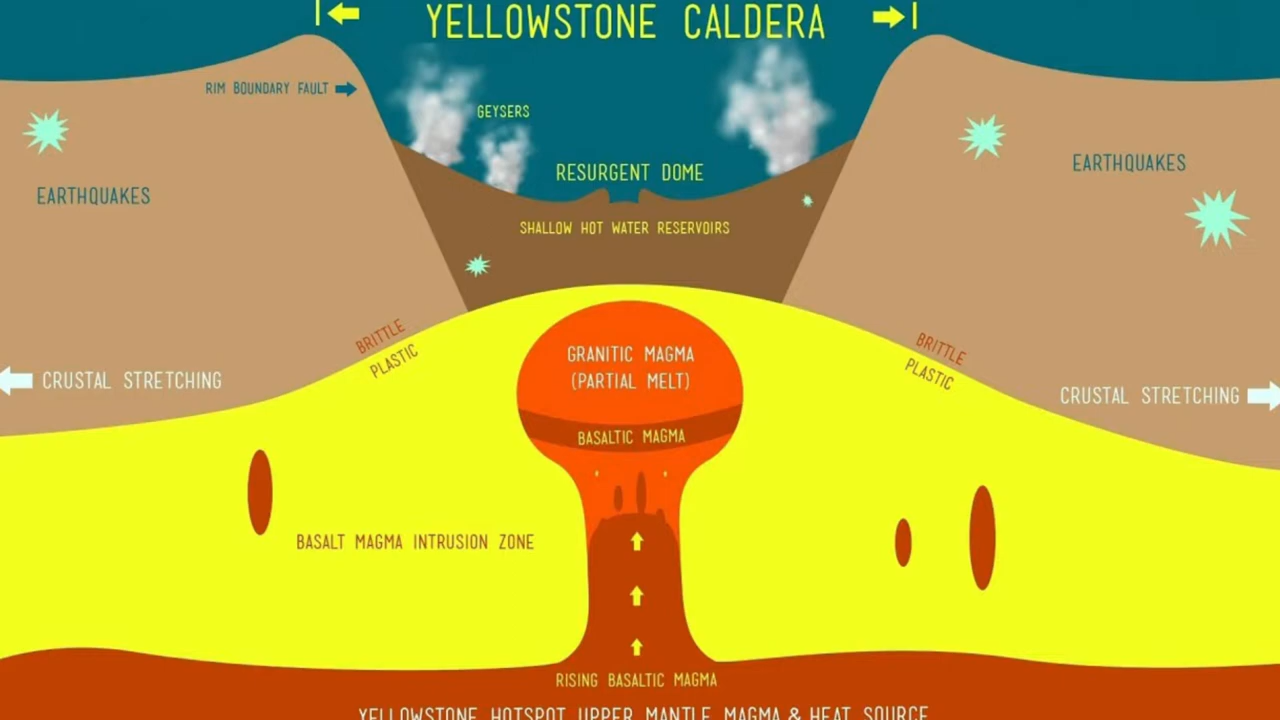 YELLOWSTONE CALDERA
RIM BOUNDARY FAULT
GEYSERS
RESURGENT DOME
EARTHQUAKES
EARTHQUAKES
SHALLOW HOT WATER RESERVOIRS
BRITTLE
PLASTIC
BRITTLE
PLASTIC
GRANITIC MAGMA
(PARTIAL MELT)
CRUSTAL STRETCHING
CRUSTAL STRETCHING
BASALTIC MAGMA
BASALT MAGMA INTRUSION ZONE
RISING BASALTIC MAGMA
YELLOWSTONE HOTSPOT UPPER MANTLE MAGMA & HEAT SOURCE